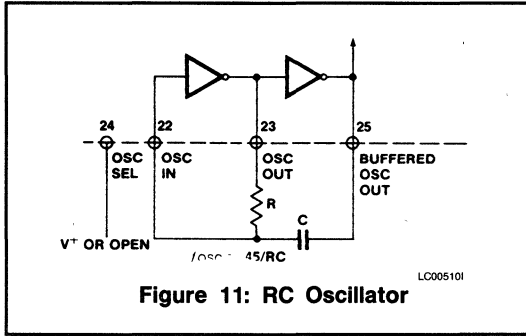 24 22 23 25
OSC SEL
OSC IN
OSC OUT
BUFFERED OSC OUT
R
C
V+ OR OPEN
45/RC
LC00510I
Figure 11: RC Oscillator